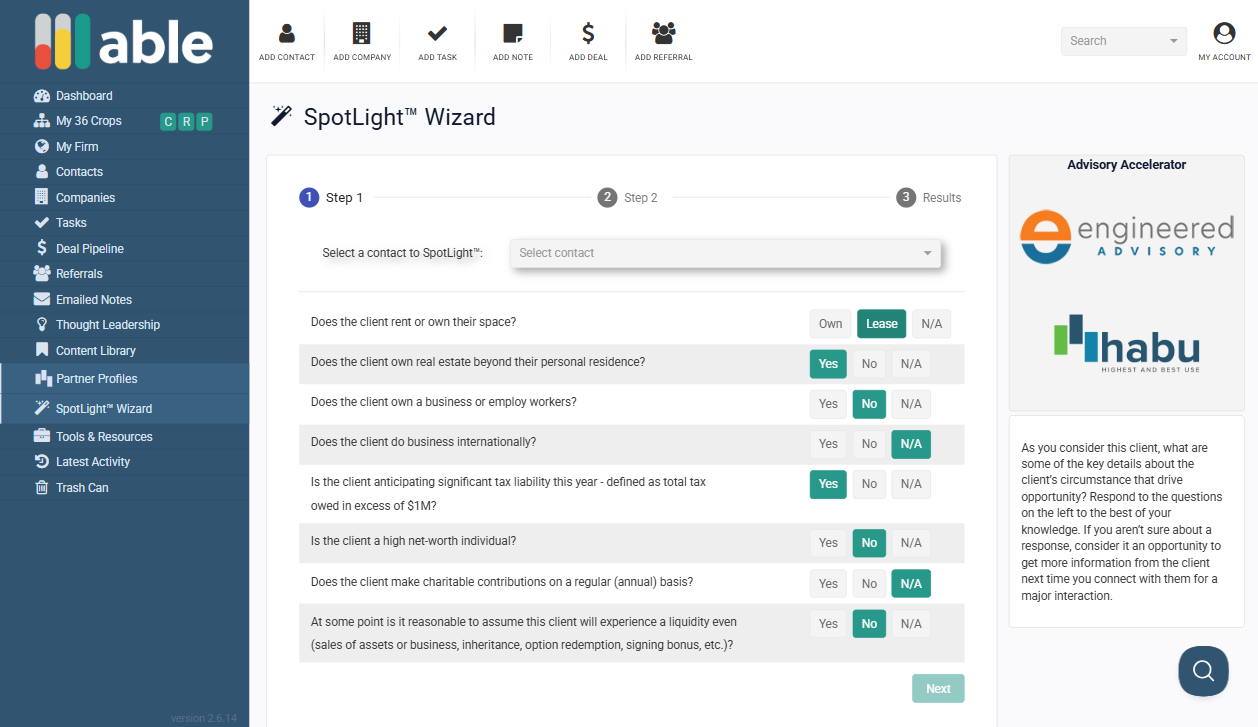 able
ADD CONTACT
ADD COMPANY
ADD TASK
ADD NOTE
ADD DEAL
ADD REFERRAL
Search
MY ACCOUNT
Dashboard
My 36 Crops C R P
My Firm
Contacts
Companies
Tasks
Deal Pipeline
Referrals
Emailed Notes
Thought Leadership
Content Library
Partner Profiles
SpotLight™ Wizard
Tools & Resources
Latest Activity
Trash Can
version 2.6.14
SpotLight™ Wizard
1 Step 1
2 Step 2
3 Results
Select a contact to SpotLight™:
Select contact
Does the client rent or own their space?
Own Lease N/A
Does the client own real estate beyond their personal residence?
Yes No N/A
Does the client own a business or employ workers?
Yes No N/A
Does the client do business internationally?
Yes No N/A
Is the client anticipating significant tax liability this year - defined as total tax
owed in excess of $1M?
Yes No N/A
Is the client a high net-worth individual?
Yes No N/A
Does the client make charitable contributions on a regular (annual) basis?
Yes No N/A
At some point is it reasonable to assume this client will experience a liquidity even
(sales of assets or business, inheritance, option redemption, signing bonus, etc.)?
Yes No N/A
Next
Advisory Accelerator
engineered
ADVISORY
habu
HIGHEST AND BEST USE
As you consider this client, what are
some of the key details about the
client's circumstance that drive
opportunity? Respond to the questions
on the left to the best of your
knowledge. If you aren't sure about a
response, consider it an opportunity to
get more information from the client
next time you connect with them for a
major interaction.